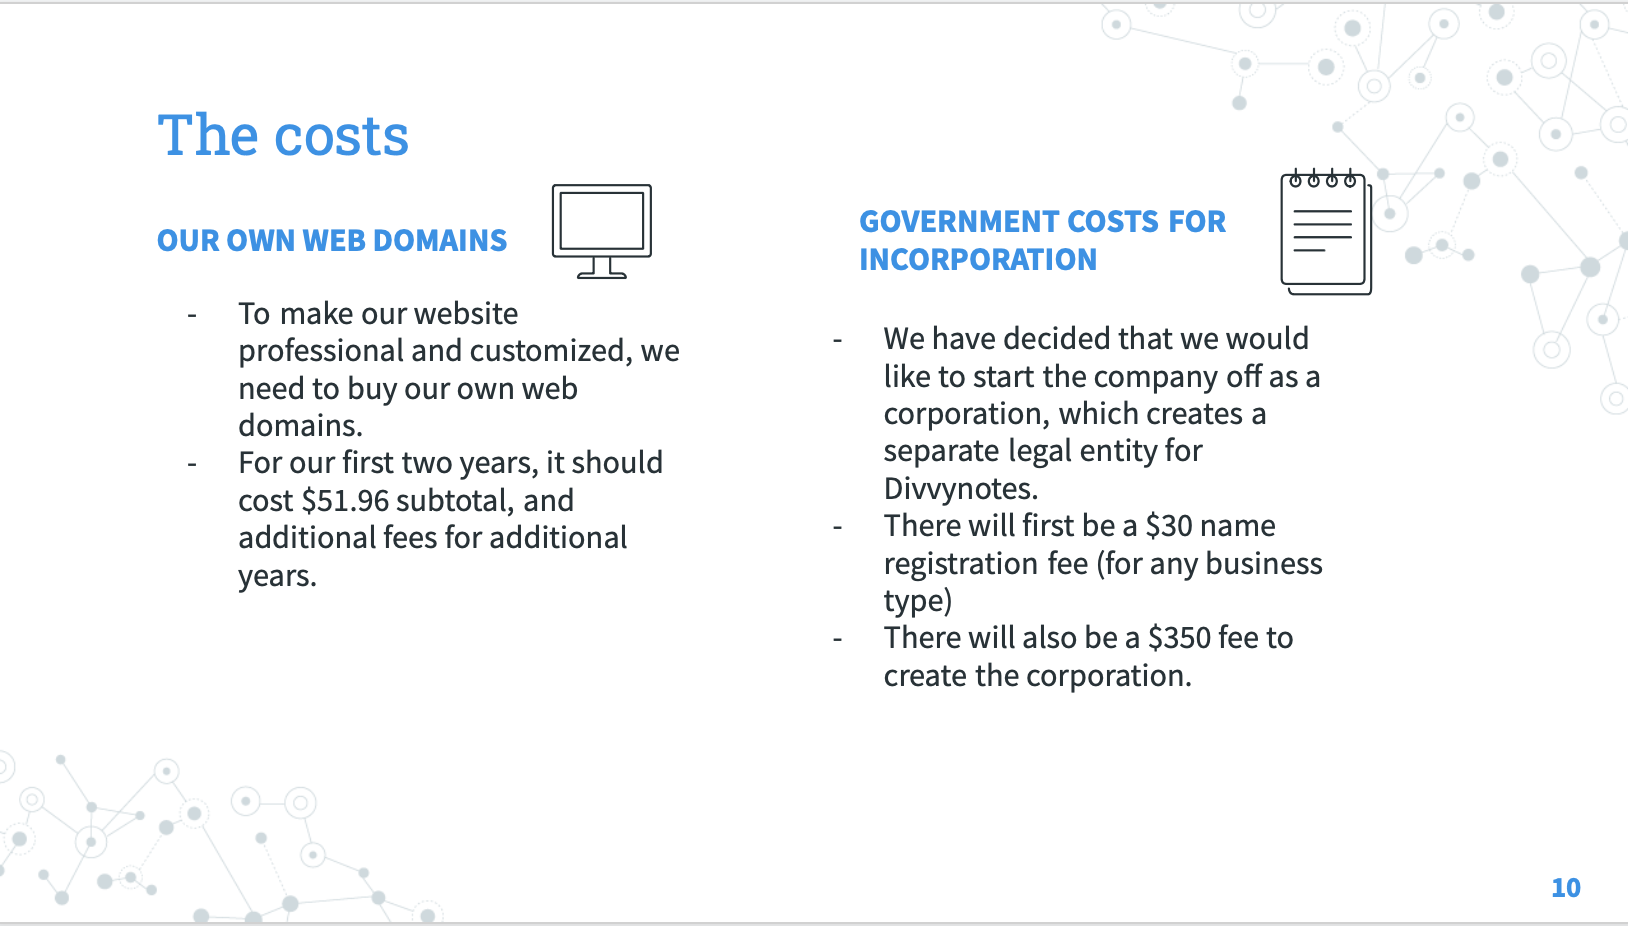 The costs
OUR OWN WEB DOMAINS
- To make our website
professional and customized, we
need to buy our own web
domains.
- For our first two years, it should
cost $51.96 subtotal, and
additional fees for additional
years.
GOVERNMENT COSTS FOR
INCORPORATION
- We have decided that we would
like to start the company off as a
corporation, which creates a
separate legal entity for
Divvynotes.
- There will first be a $30 name
registration fee (for any business
type)
- There will also be a $350 fee to
create the corporation.
10